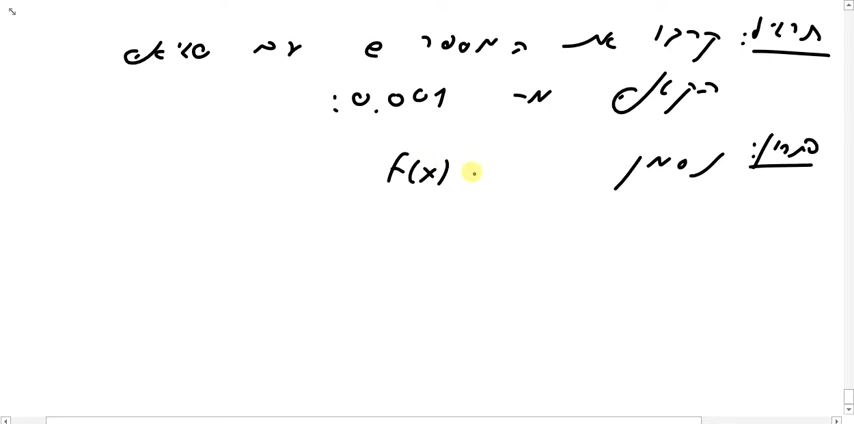 תרגיל: קרבו את המספר e עם שגיאה
הקטנה מ- 0.001:
פתרון: נסמן f(x)